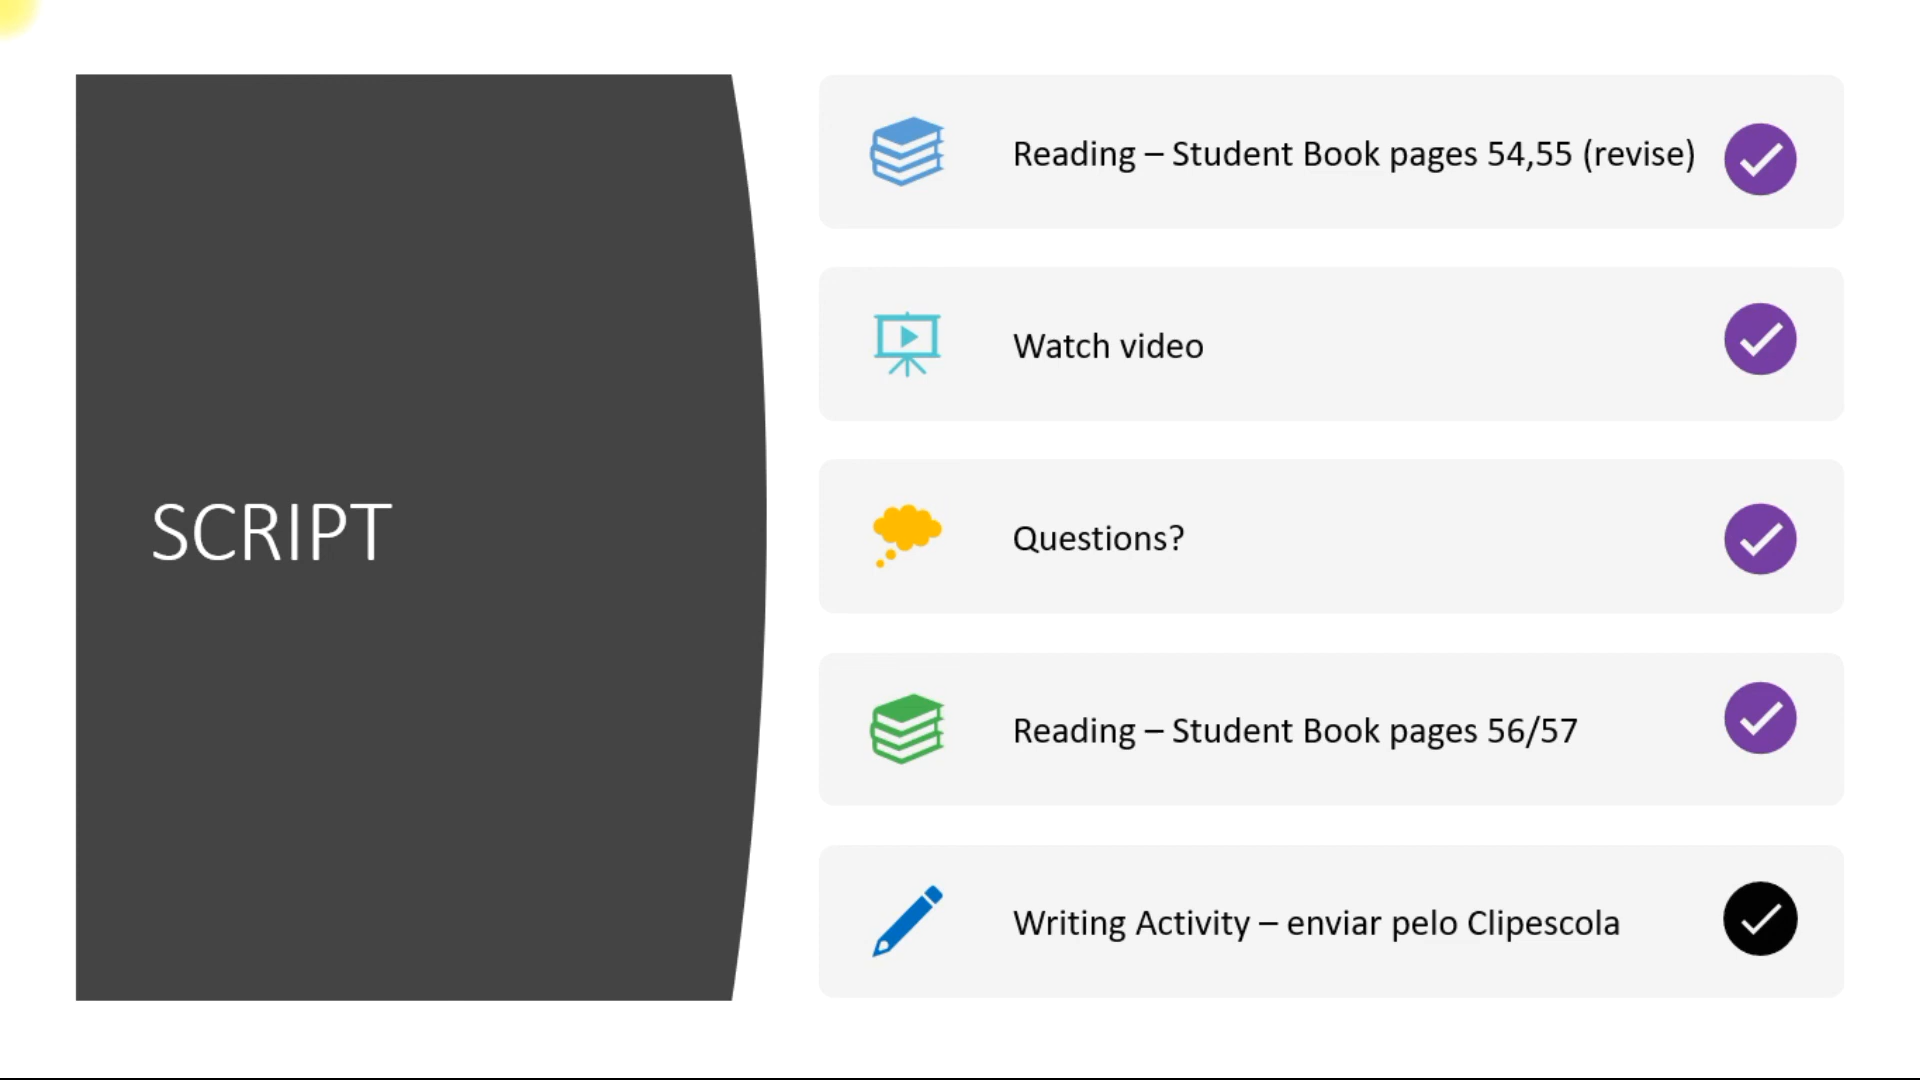 SCRIPT
Reading – Student Book pages 54,55 (revise)
Watch video
Questions?
Reading – Student Book pages 56/57
Writing Activity – enviar pelo Clipescola